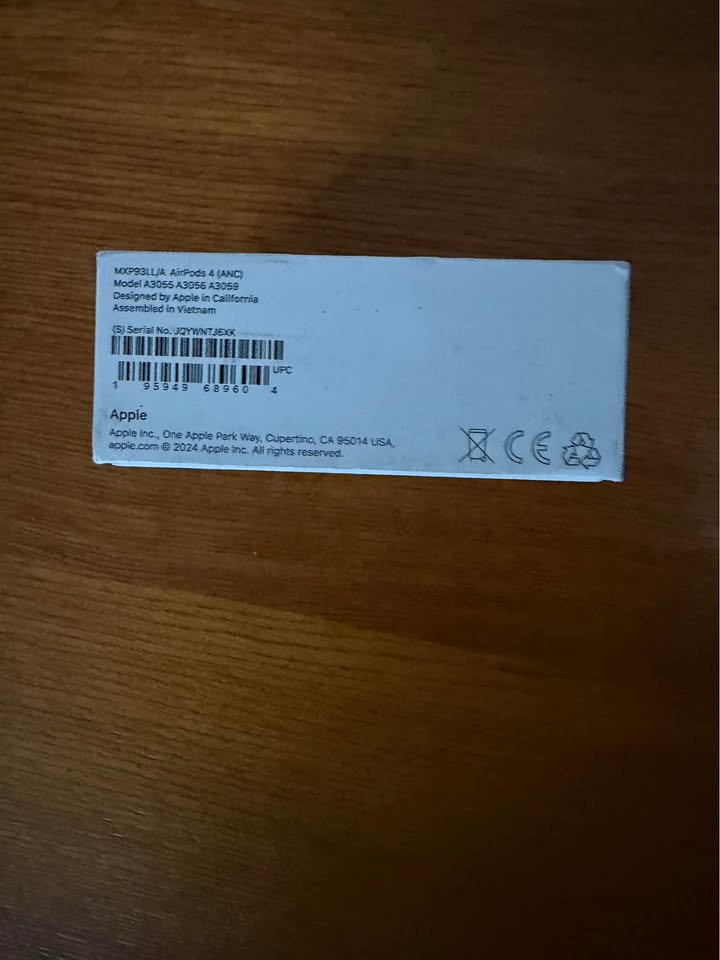 MXP93LL/A AirPods 4 (ANC)
Model A3055 A3056 A3059
Designed by Apple in California
Assembled in Vietnam
(S) Serial No. JQYWNTJ6XK
UPC
1 95949 68960 4
Apple
Apple Inc., One Apple Park Way, Cupertino, CA 95014 USA,
apple.com © 2024 Apple Inc. All rights reserved.
CE